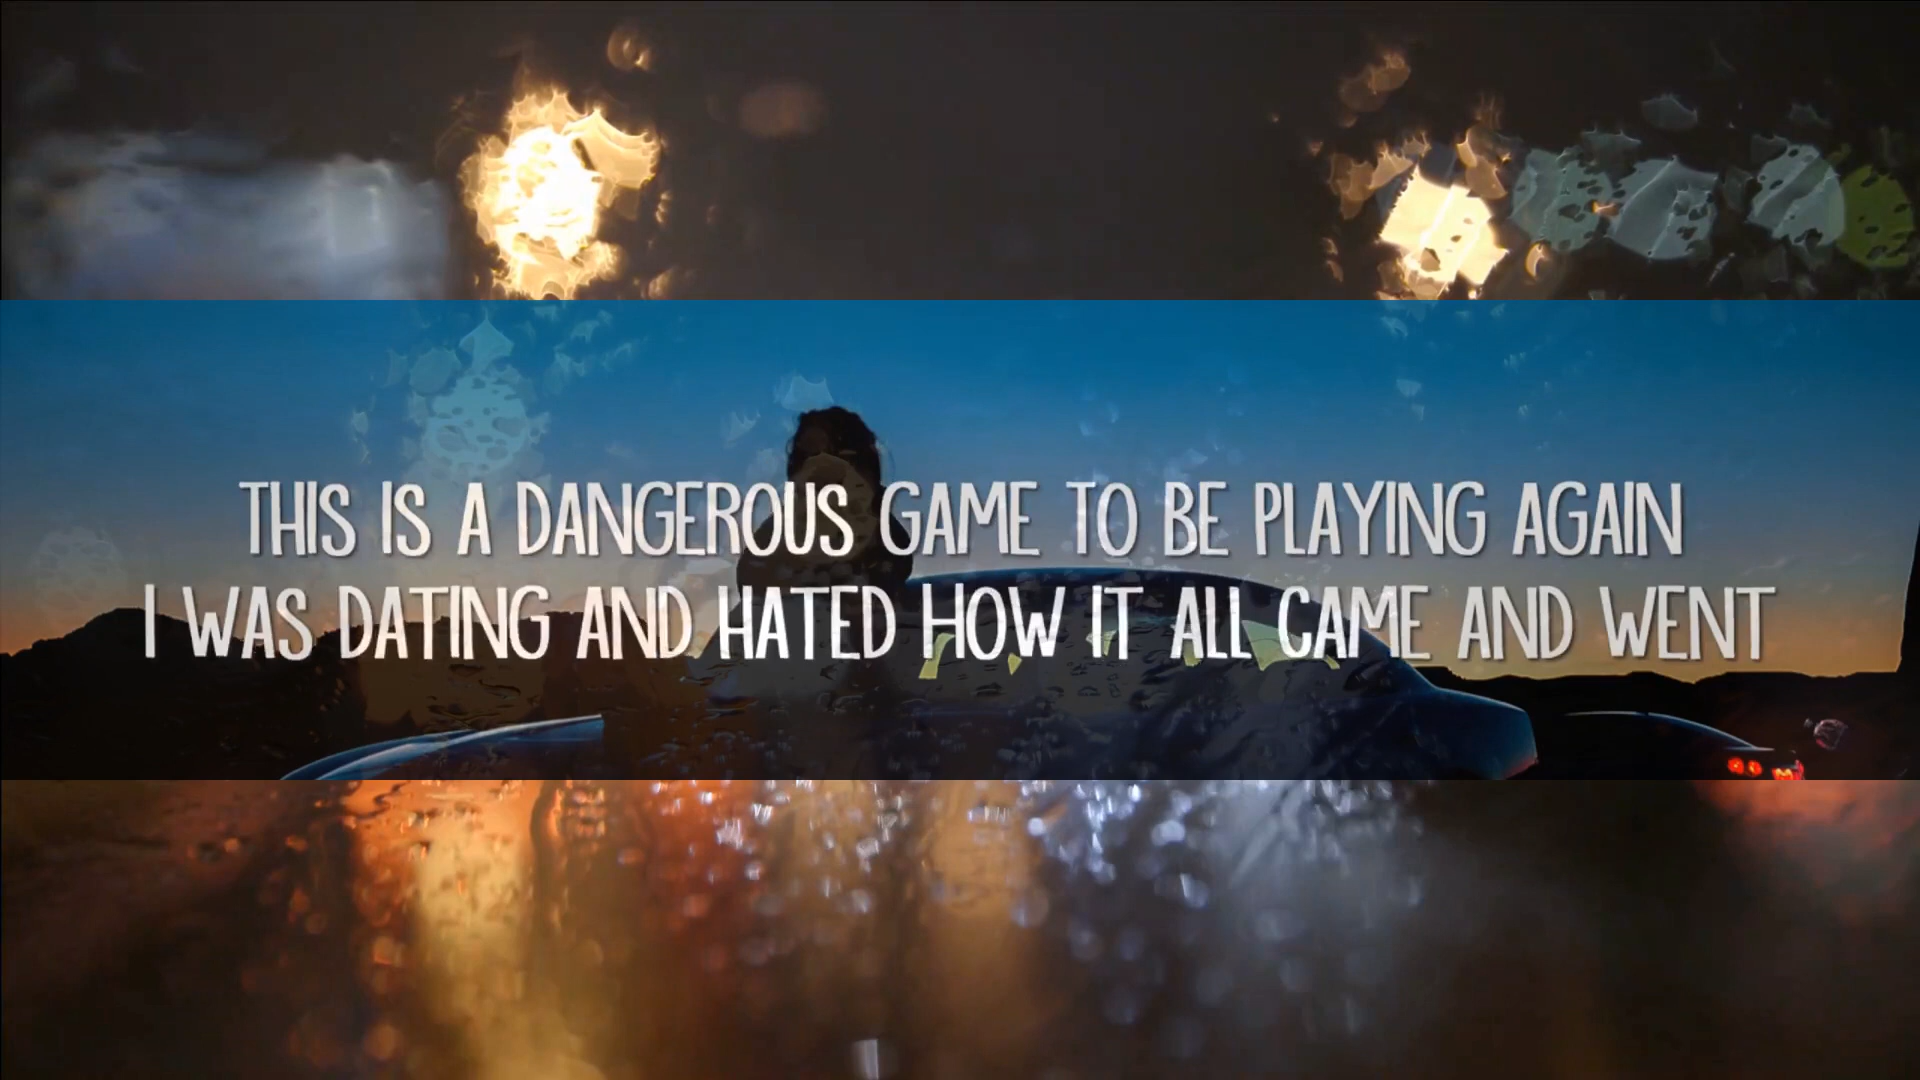 THIS IS A DANGEROUS GAME TO BE PLAYING AGAIN
I WAS DATING AND HATED HOW IT ALL CAME AND WENT